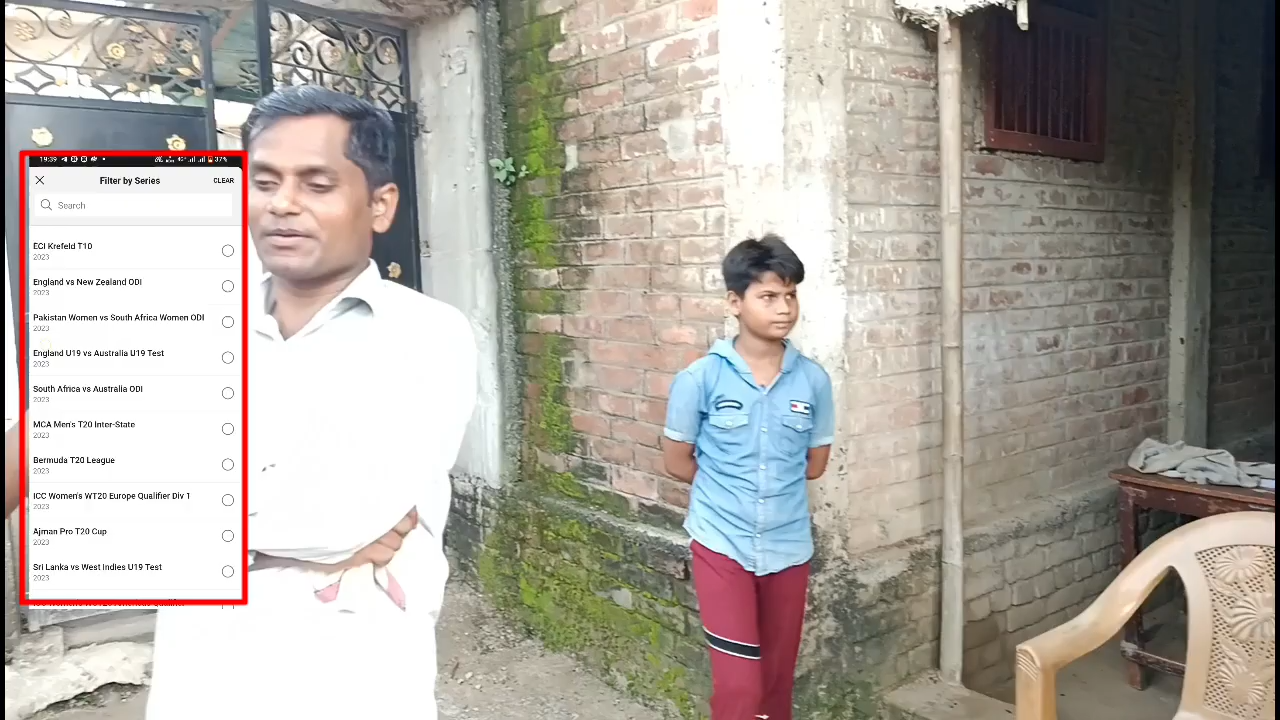 19:39
37%
Filter by Series
CLEAR
Search
ECI Krefeld T10
2023
England vs New Zealand ODI
2023
Pakistan Women vs South Africa Women ODI
2023
England U19 vs Australia U19 Test
2023
South Africa vs Australia ODI
2023
MCA Men's T20 Inter-State
2023
Bermuda T20 League
2023
ICC Women's WT20 Europe Qualifier Div 1
2023
Ajman Pro T20 Cup
2023
Sri Lanka vs West Indies U19 Test
2023